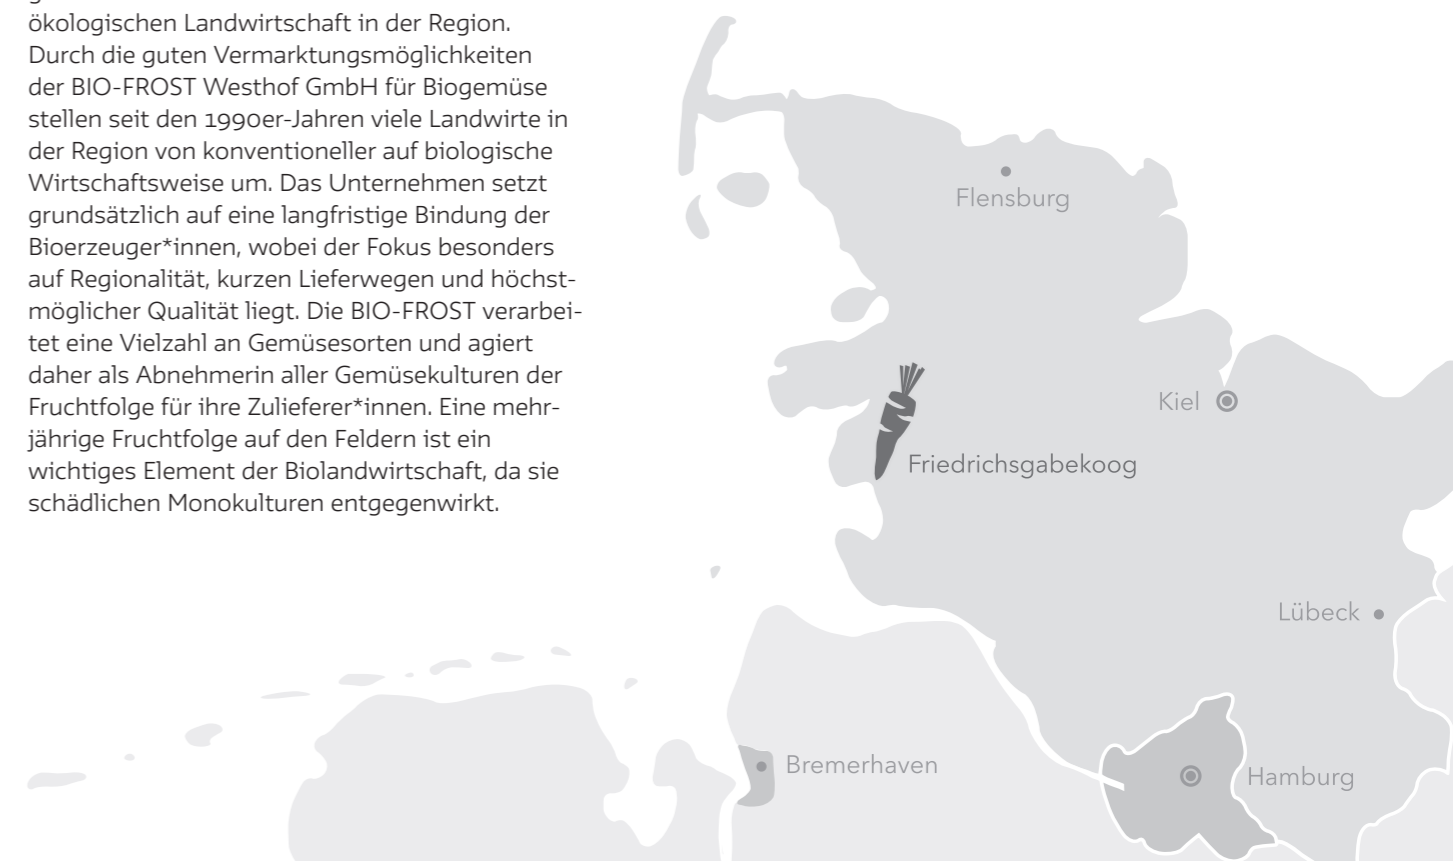 ökologischen Landwirtschaft in der Region.
Durch die guten Vermarktungsmöglichkeiten
der BIO-FROST Westhof GmbH für Biogemüse
stellen seit den 1990er-Jahren viele Landwirte in
der Region von konventioneller auf biologische
Wirtschaftsweise um. Das Unternehmen setzt
grundsätzlich auf eine langfristige Bindung der
Bioerzeuger*innen, wobei der Fokus besonders
auf Regionalität, kurzen Lieferwegen und höchst-
möglicher Qualität liegt. Die BIO-FROST verarbei-
tet eine Vielzahl an Gemüsesorten und agiert
daher als Abnehmerin aller Gemüsekulturen der
Fruchtfolge für ihre Zulieferer*innen. Eine mehr-
jährige Fruchtfolge auf den Feldern ist ein
wichtiges Element der Biolandwirtschaft, da sie
schädlichen Monokulturen entgegenwirkt.
Flensburg
Kiel
Friedrichsgabekoog
Lübeck
Bremerhaven
Hamburg